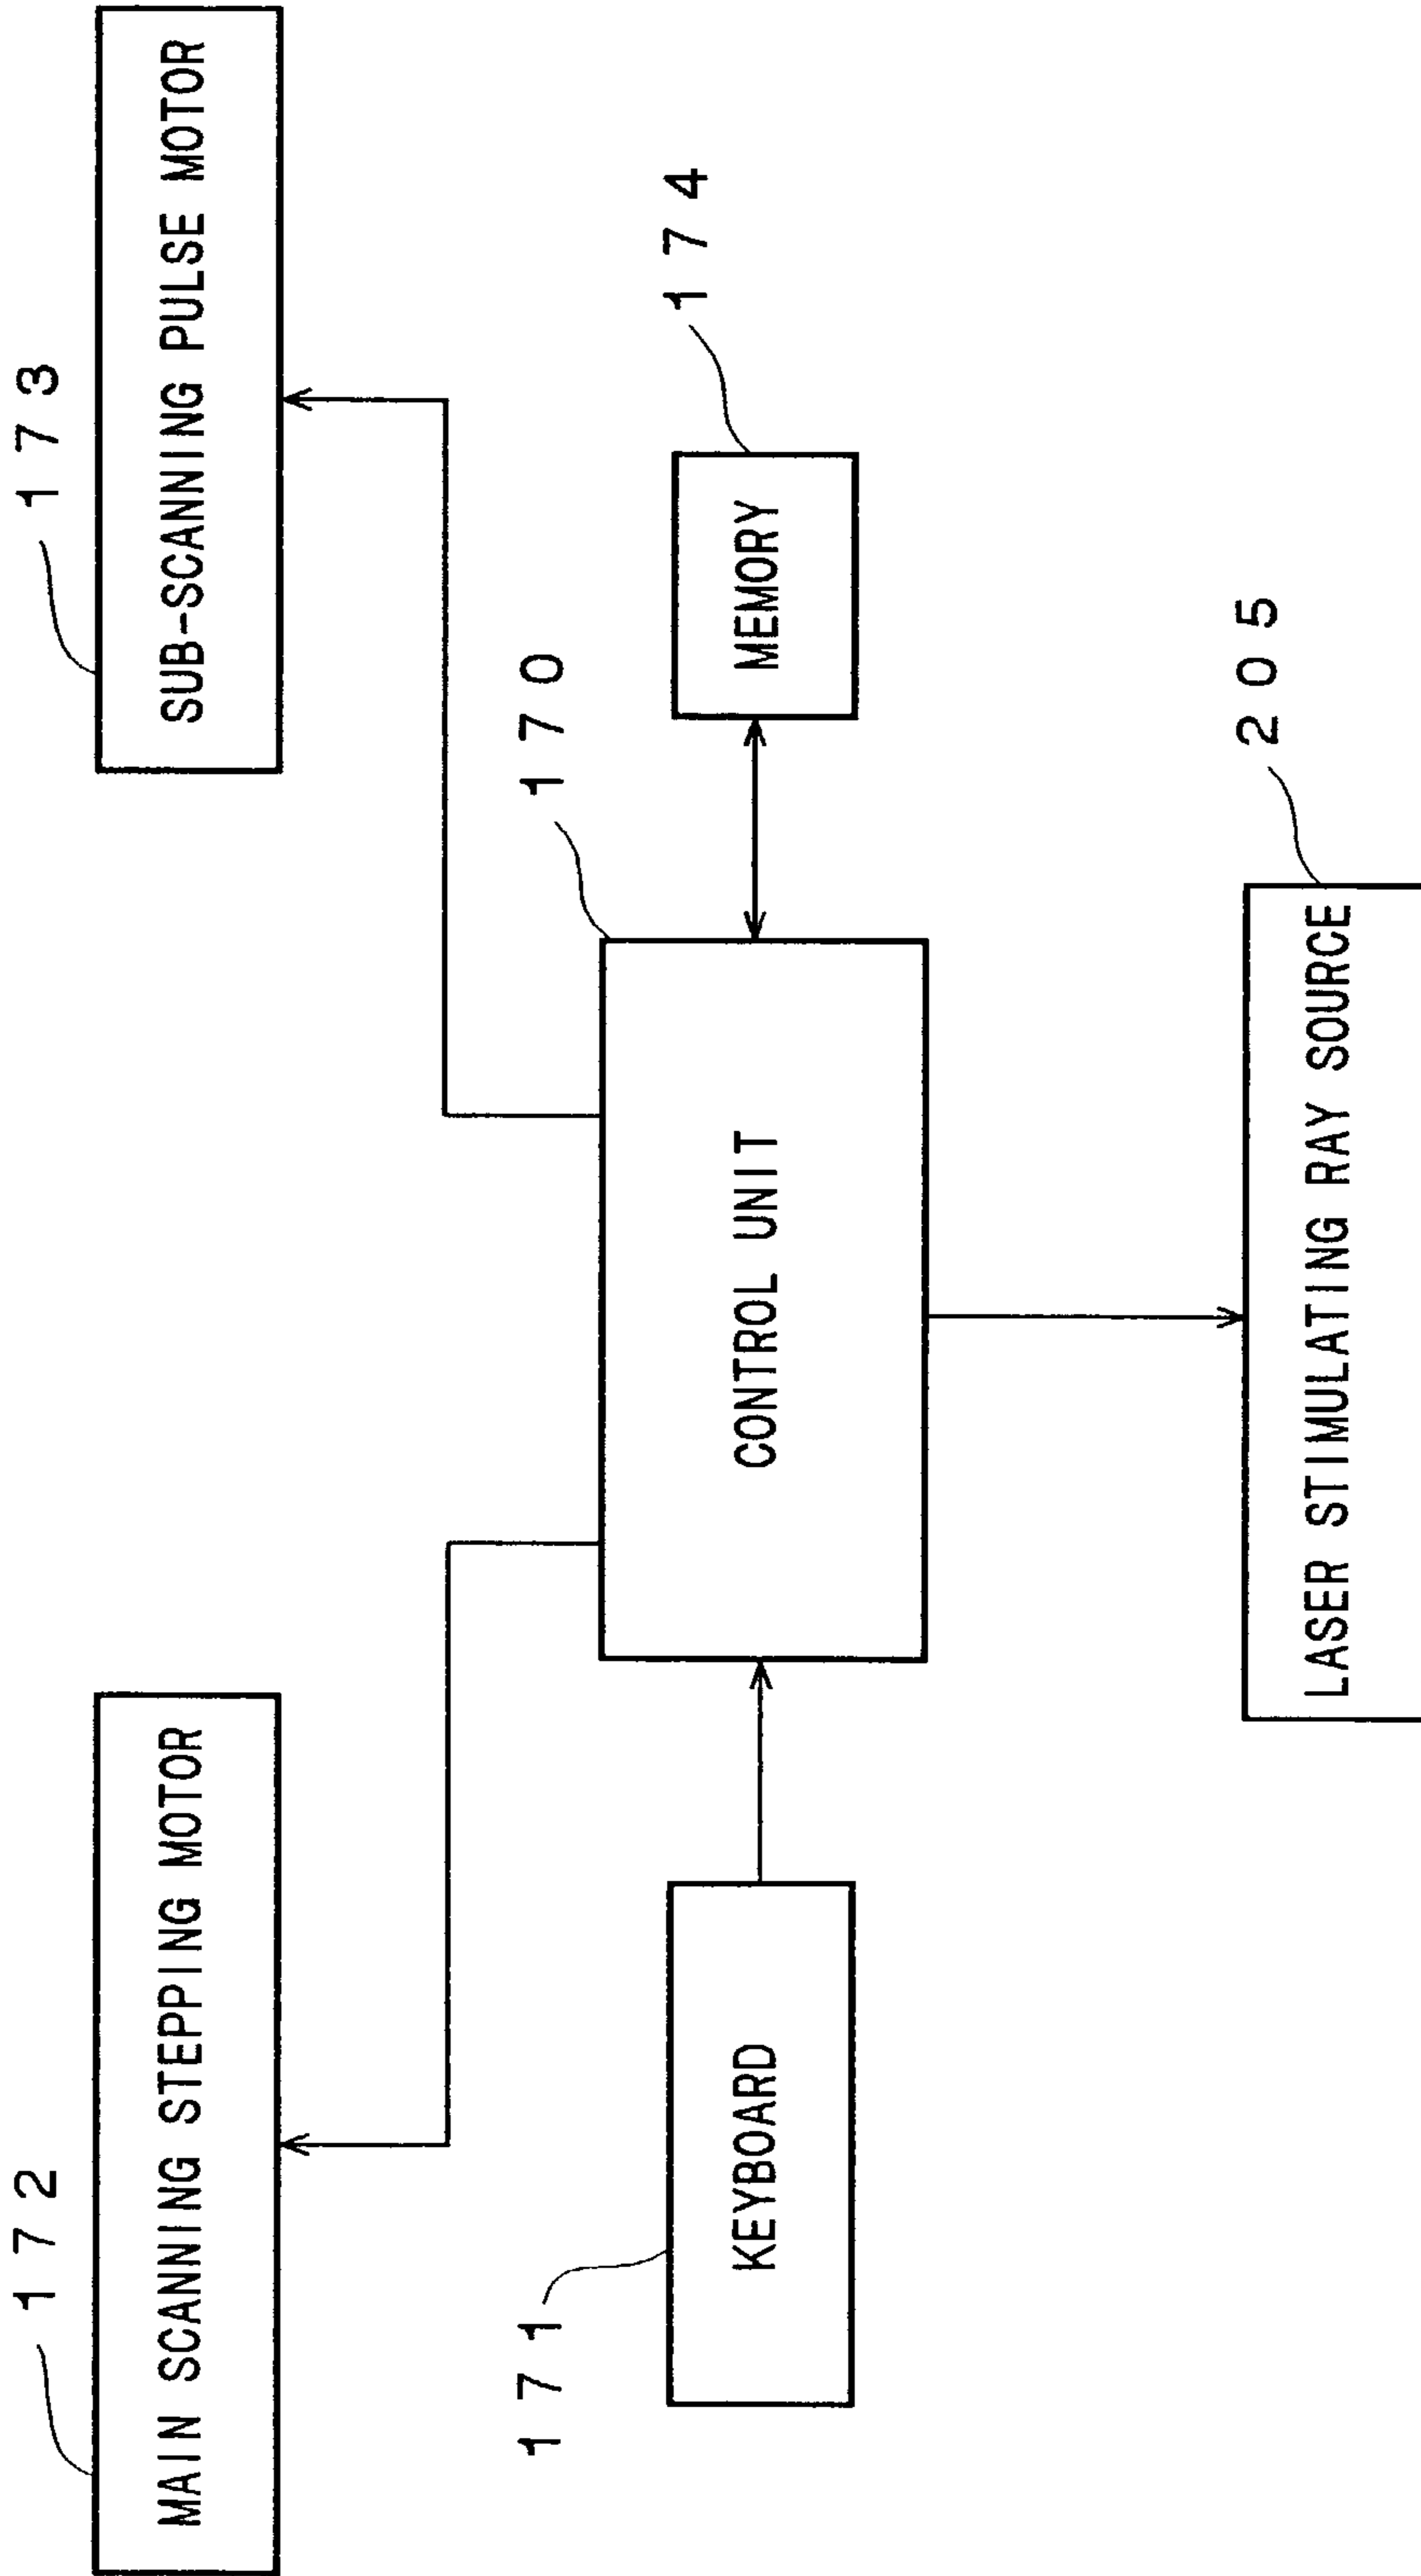 172
MAIN SCANNING STEPPING MOTOR
173
SUB-SCANNING PULSE MOTOR
171
KEYBOARD
170
CONTROL UNIT
174
MEMORY
205
LASER STIMULATING RAY SOURCE